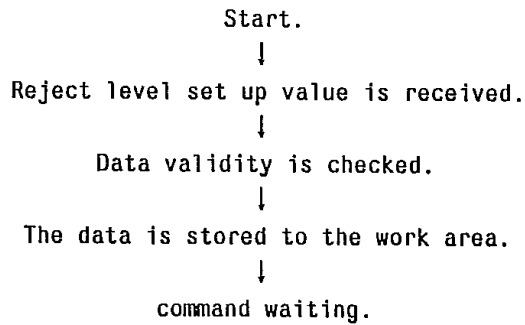 Start.
Reject level set up value is received.
Data validity is checked.
The data is stored to the work area.
command waiting.